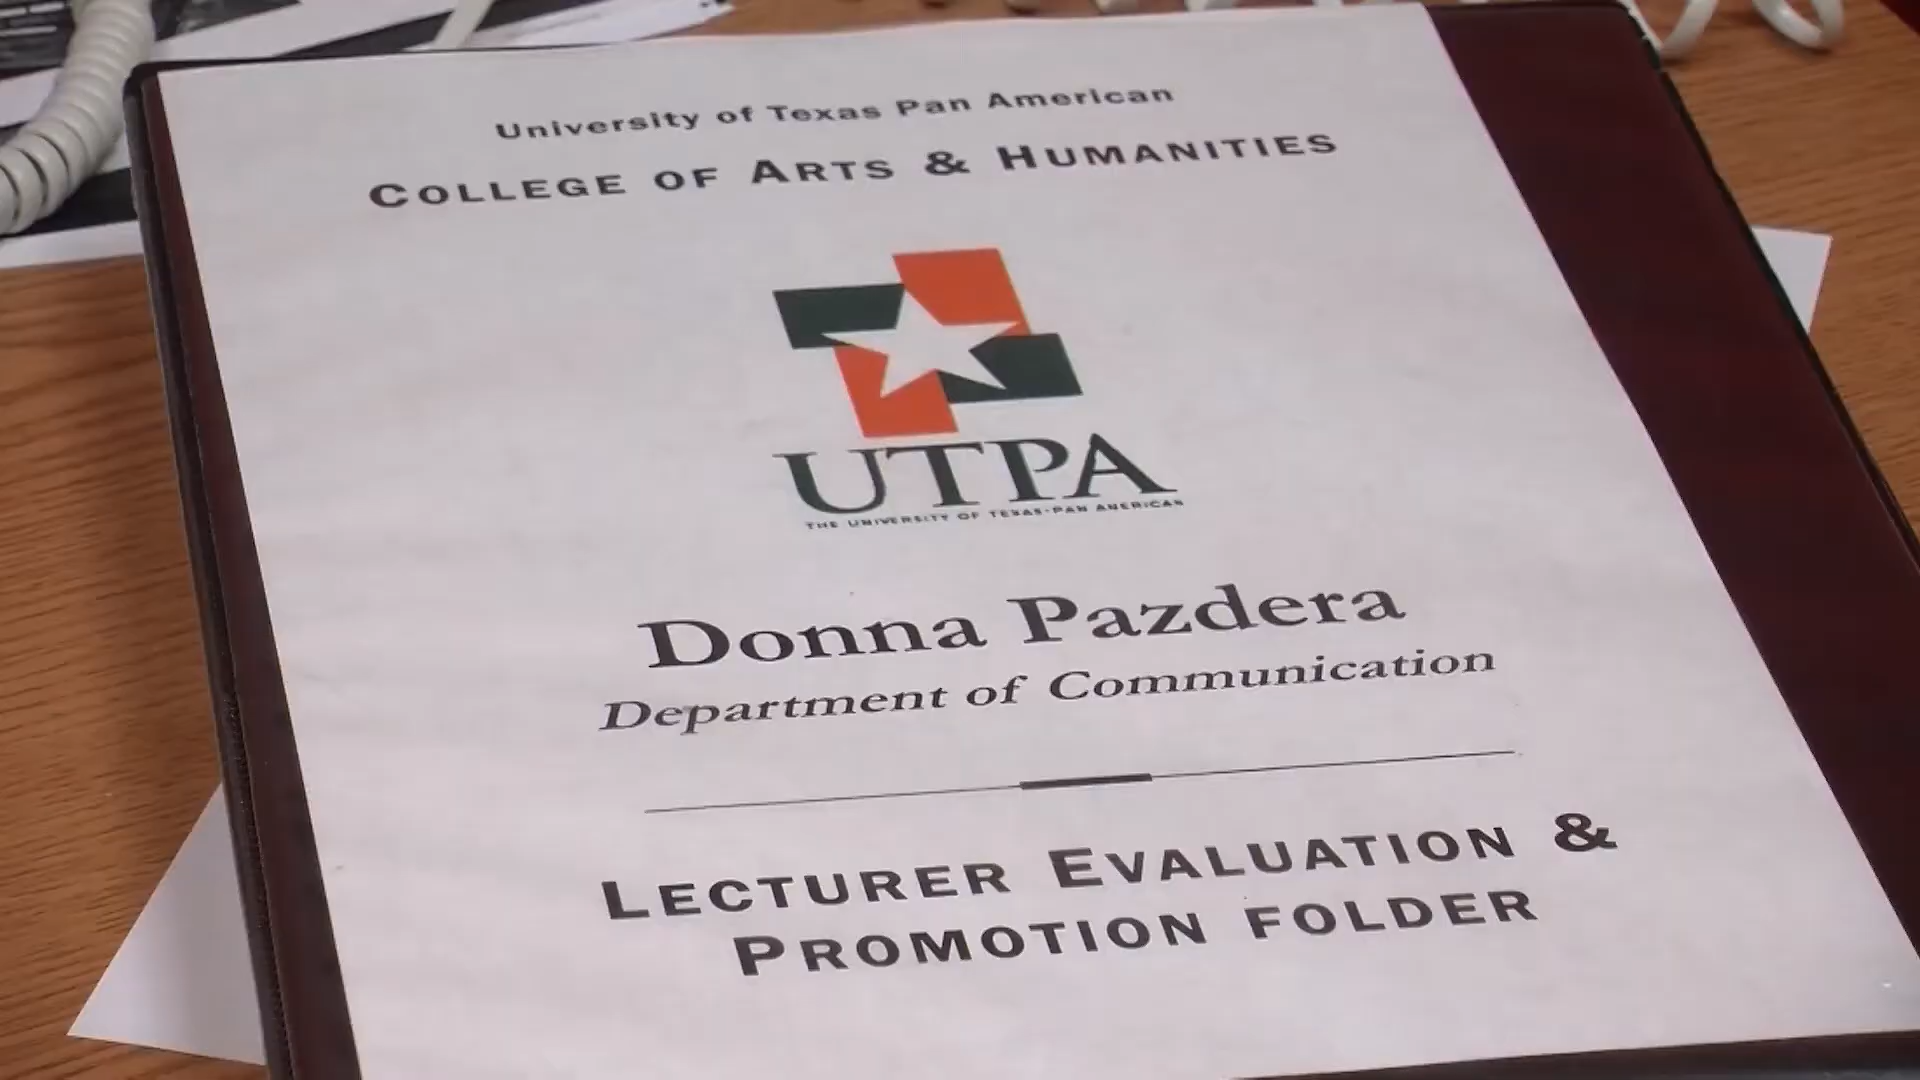 University of Texas Pan American
COLLEGE OF ARTS & HUMANITIES
UTPA
THE UNIVERSITY OF TEXAS-PAN AMERICAN
Donna Pazdera
Department of Communication
LECTURER EVALUATION &
PROMOTION FOLDER